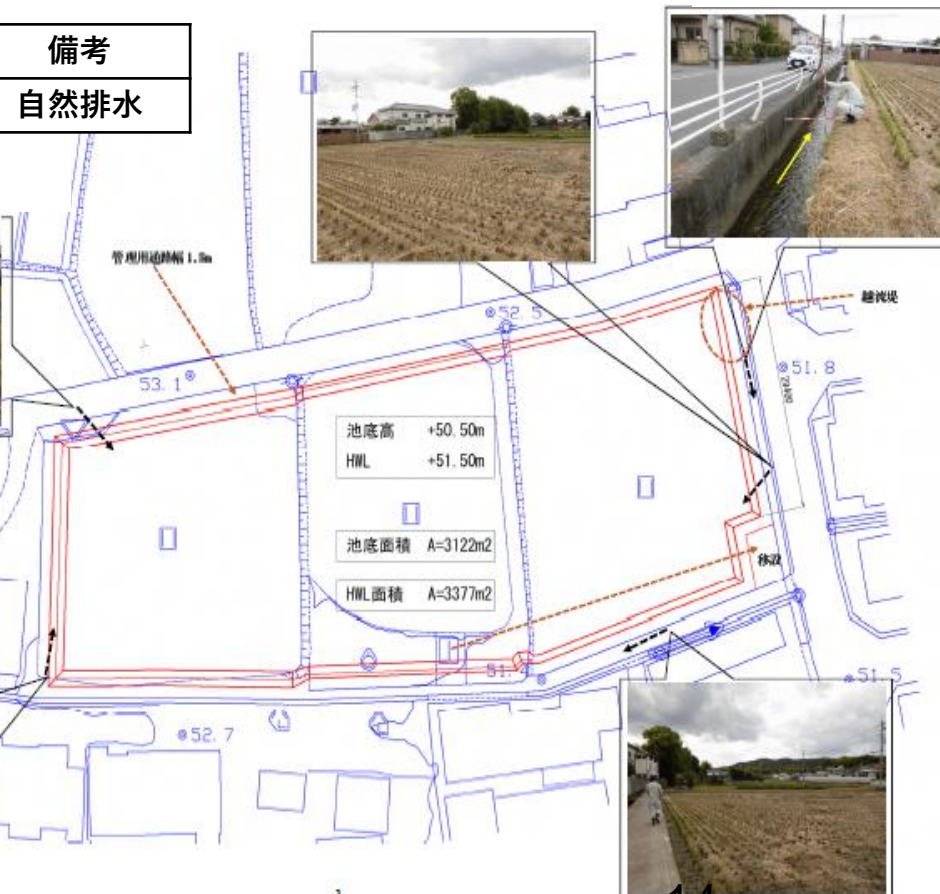 備考
自然排水
管理用通路幅 1.8m
52.5
越流堤
53.1
51.8
池底高 +50.50m
HWL +51.50m
池底面積 A=3122m2
HWL面積 A=3377m2
移設
51.5
52.7